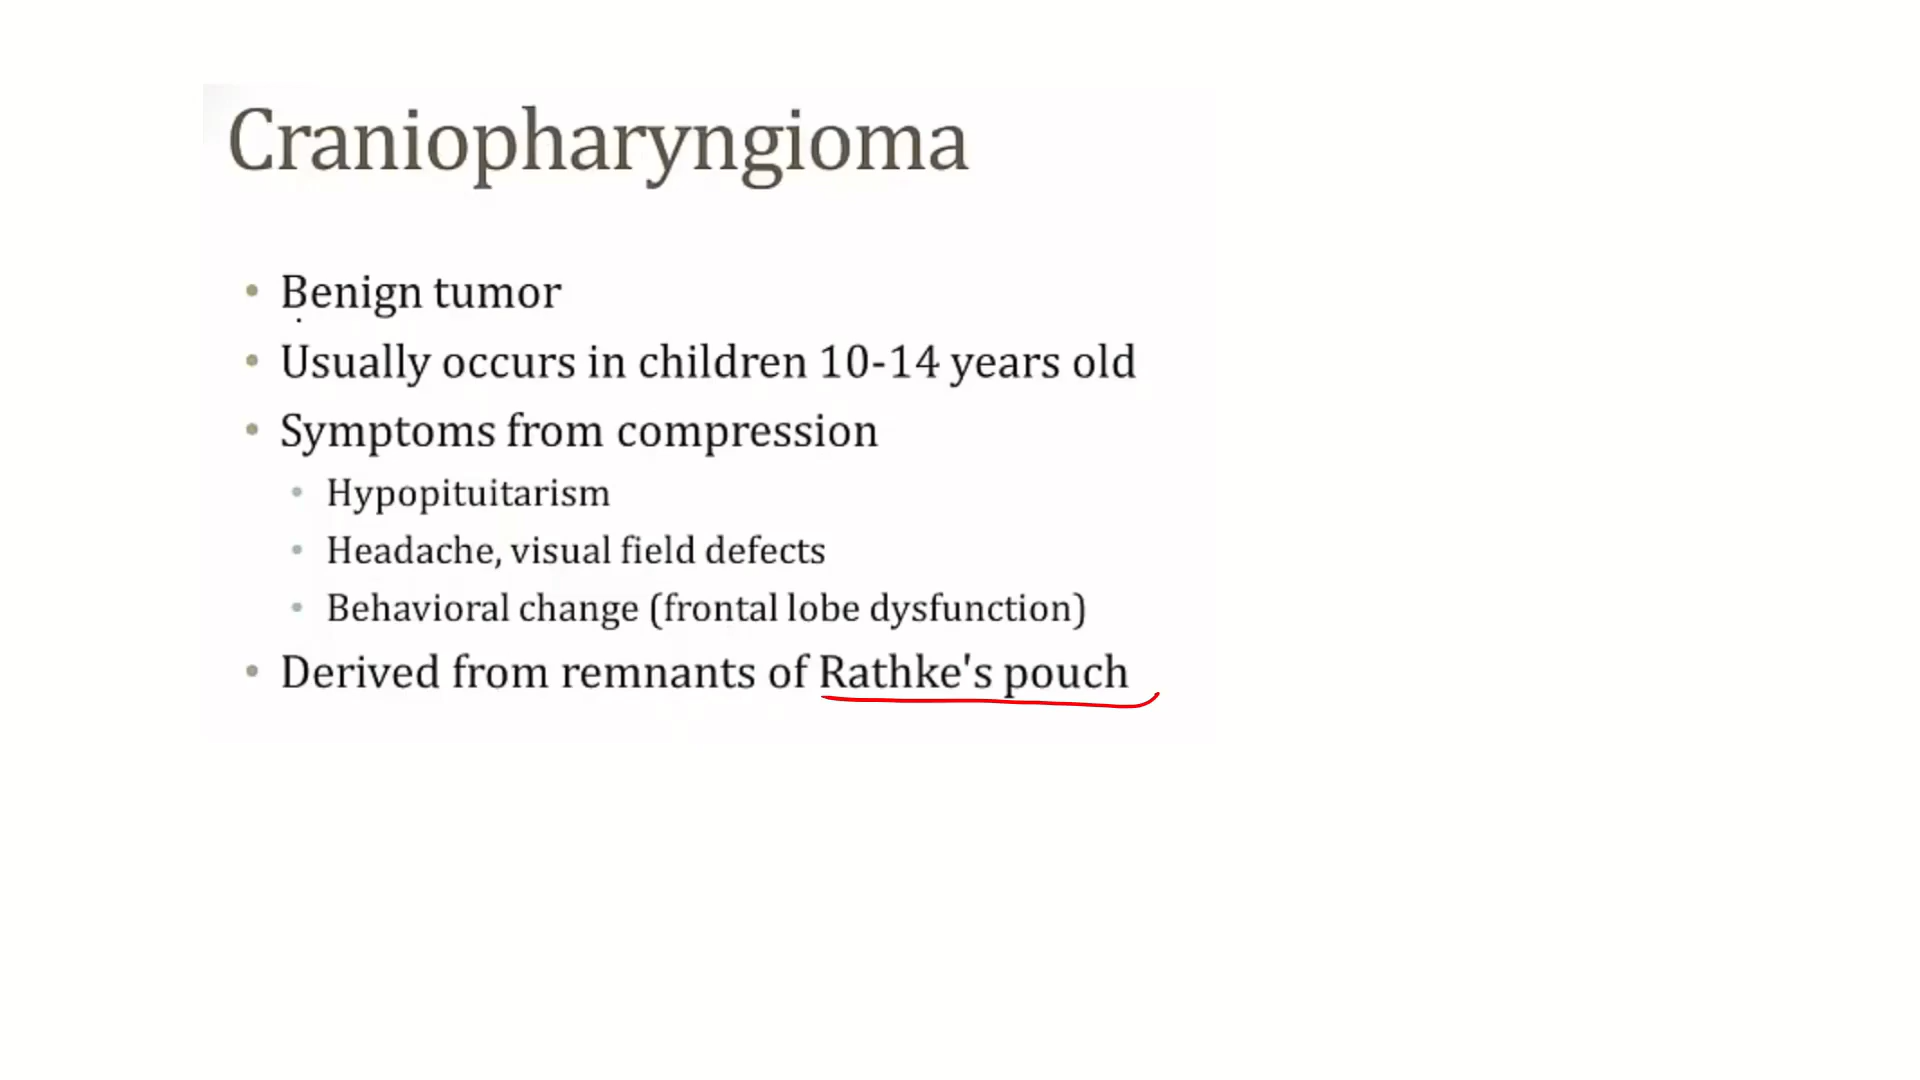 Craniopharyngioma
• Benign tumor
• Usually occurs in children 10-14 years old
• Symptoms from compression
• Hypopituitarism
• Headache, visual field defects
• Behavioral change (frontal lobe dysfunction)
• Derived from remnants of Rathke's pouch